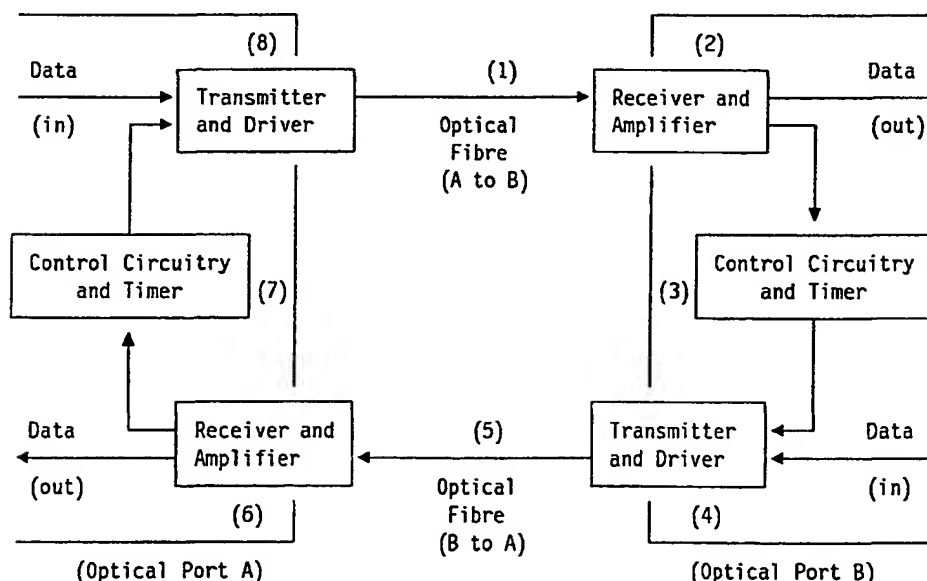 (8)
(2)
Data
(1)
Data
Transmitter
and Driver
Receiver and
Amplifier
(in)
Optical
Fibre
(A to B)
(out)
Control Circuitry
and Timer
(7)
(3)
Control Circuitry
and Timer
Data
Receiver and
Amplifier
(5)
Transmitter
and Driver
Data
(out)
Optical
Fibre
(B to A)
(in)
(6)
(4)
(Optical Port A)
(Optical Port B)